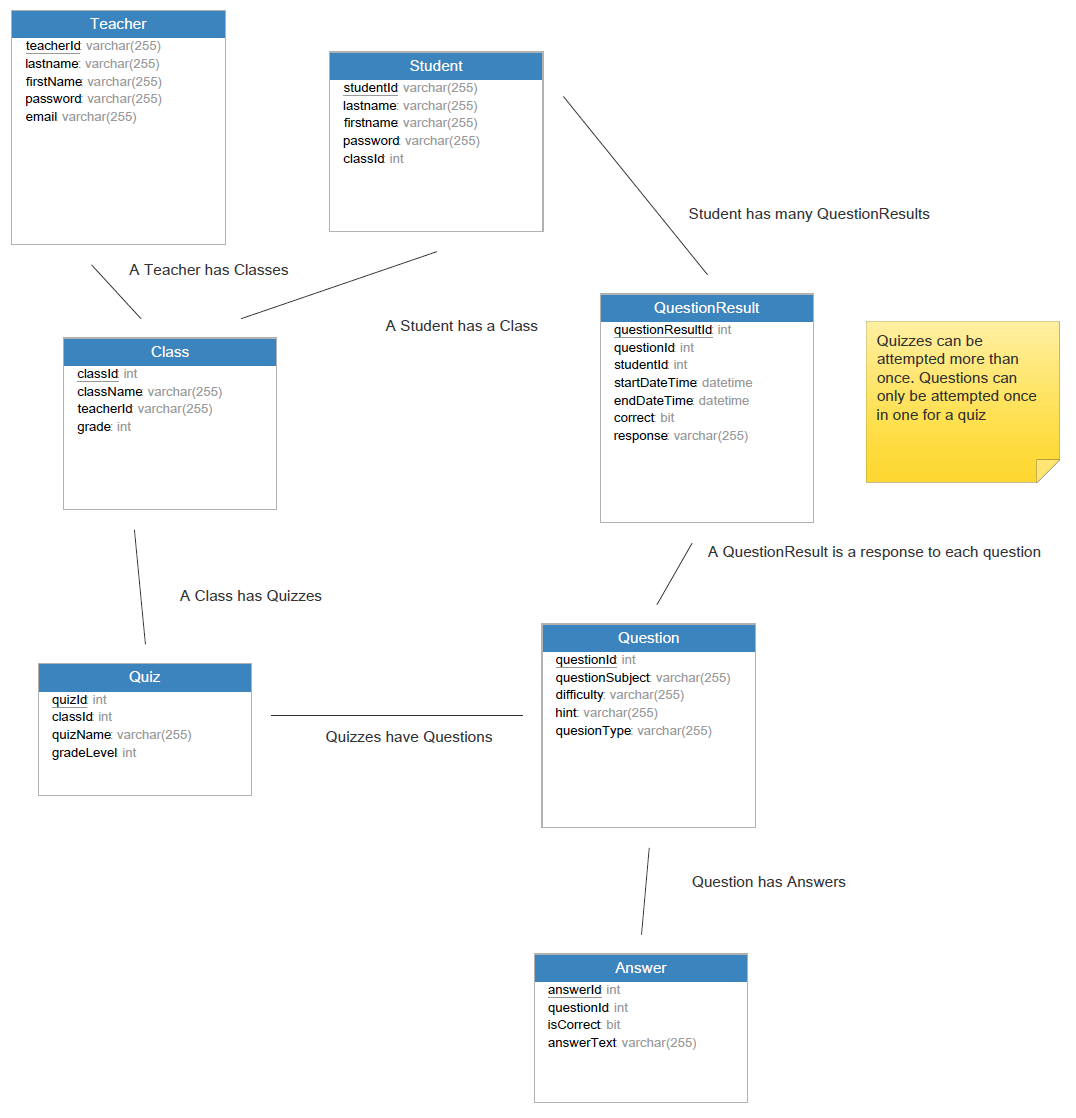 Teacher
teacherId: varchar(255)
lastname: varchar(255)
firstName: varchar(255)
password: varchar(255)
email: varchar(255)
Student
studentId: varchar(255)
lastname: varchar(255)
firstname: varchar(255)
password: varchar(255)
classId: int
Student has many QuestionResults
A Teacher has Classes
A Student has a Class
QuestionResult
questionResultId: int
questionId: int
studentId: int
startDateTime: datetime
endDateTime: datetime
correct: bit
response: varchar(255)
Quizzes can be
attempted more than
once. Questions can
only be attempted once
in one for a quiz
Class
classId: int
className: varchar(255)
teacherId: varchar(255)
grade: int
A QuestionResult is a response to each question
A Class has Quizzes
Question
questionId: int
questionSubject: varchar(255)
difficulty: varchar(255)
hint: varchar(255)
quesionType: varchar(255)
Quiz
quizId: int
classId: int
quizName: varchar(255)
gradeLevel: int
Quizzes have Questions
Question has Answers
Answer
answerId: int
questionId: int
isCorrect: bit
answerText: varchar(255)